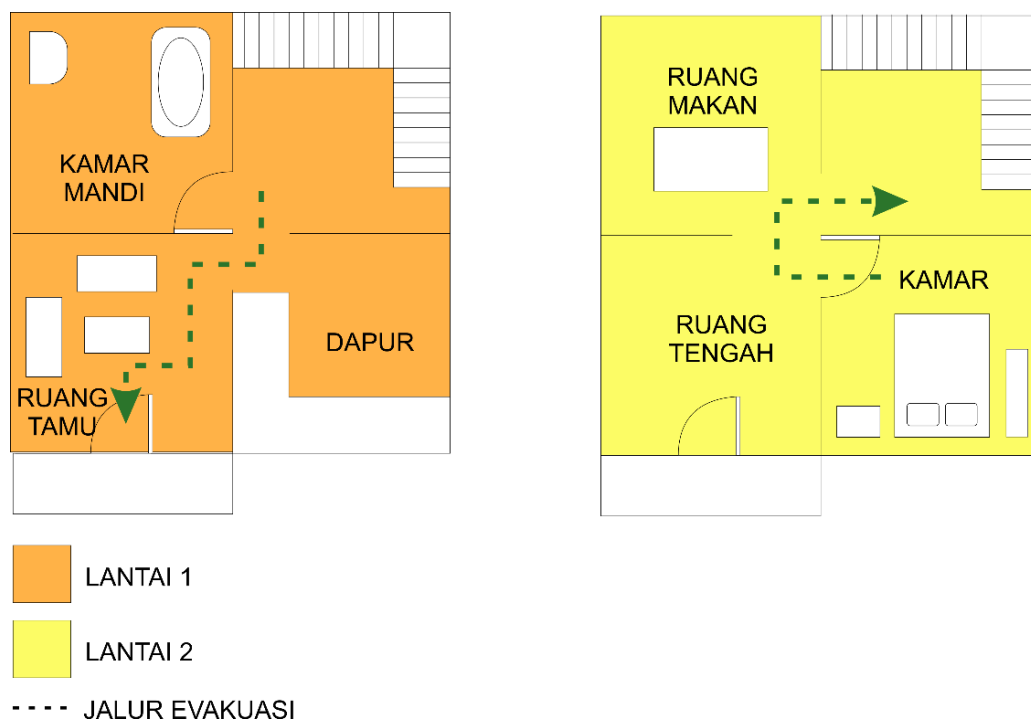 KAMAR
MANDI
RUANG
TAMU
DAPUR
RUANG
MAKAN
RUANG
TENGAH
KAMAR
LANTAI 1
LANTAI 2
JALUR EVAKUASI